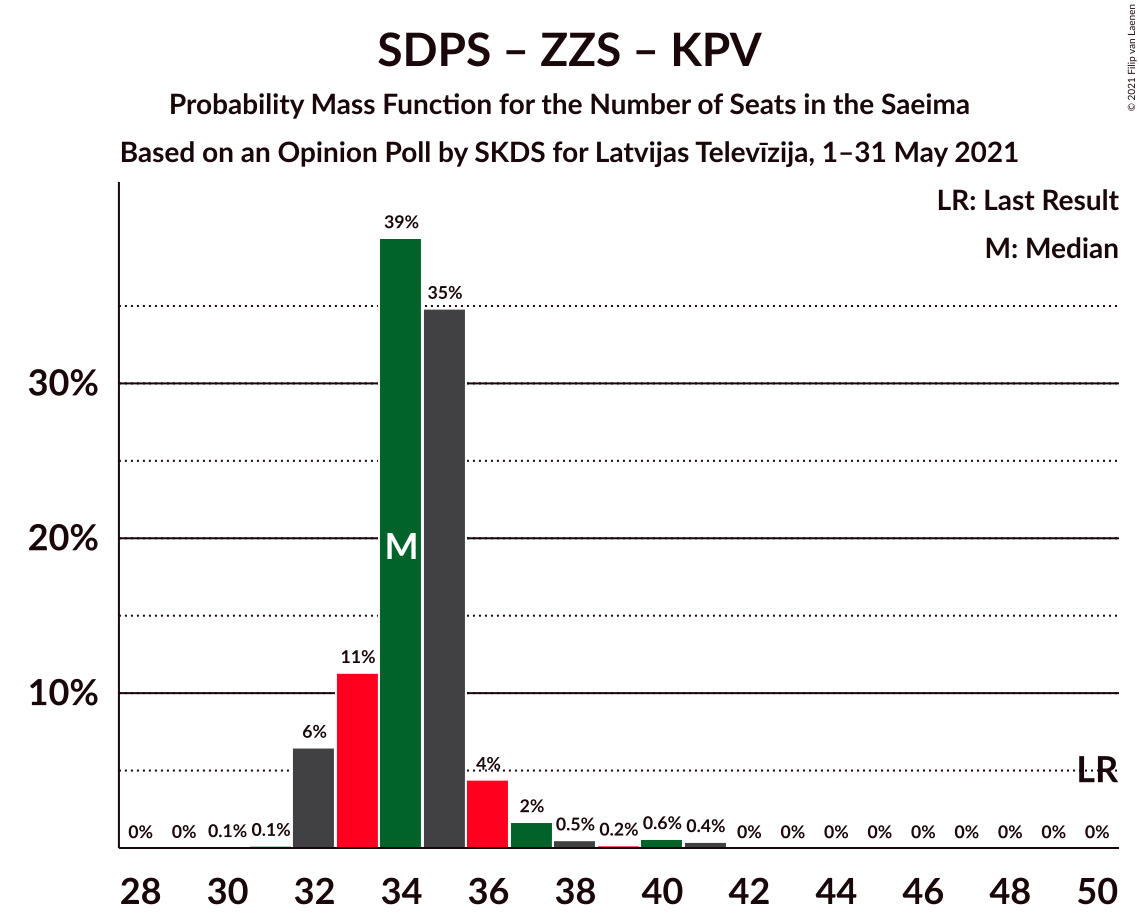 SDPS – ZZS – KPV
Probability Mass Function for the Number of Seats in the Saeima
Based on an Opinion Poll by SKDS for Latvijas Televīzija, 1–31 May 2021
© 2021 Filip van Laenen
LR: Last Result
M: Median
39%
35%
30%
20%
M
11%
10%
6%
4%
LR
2%
0% 0% 0.1% 0.1% 0.5% 0.2% 0.6% 0.4% 0% 0% 0% 0% 0% 0% 0% 0% 0%
28 30 32 34 36 38 40 42 44 46 48 50